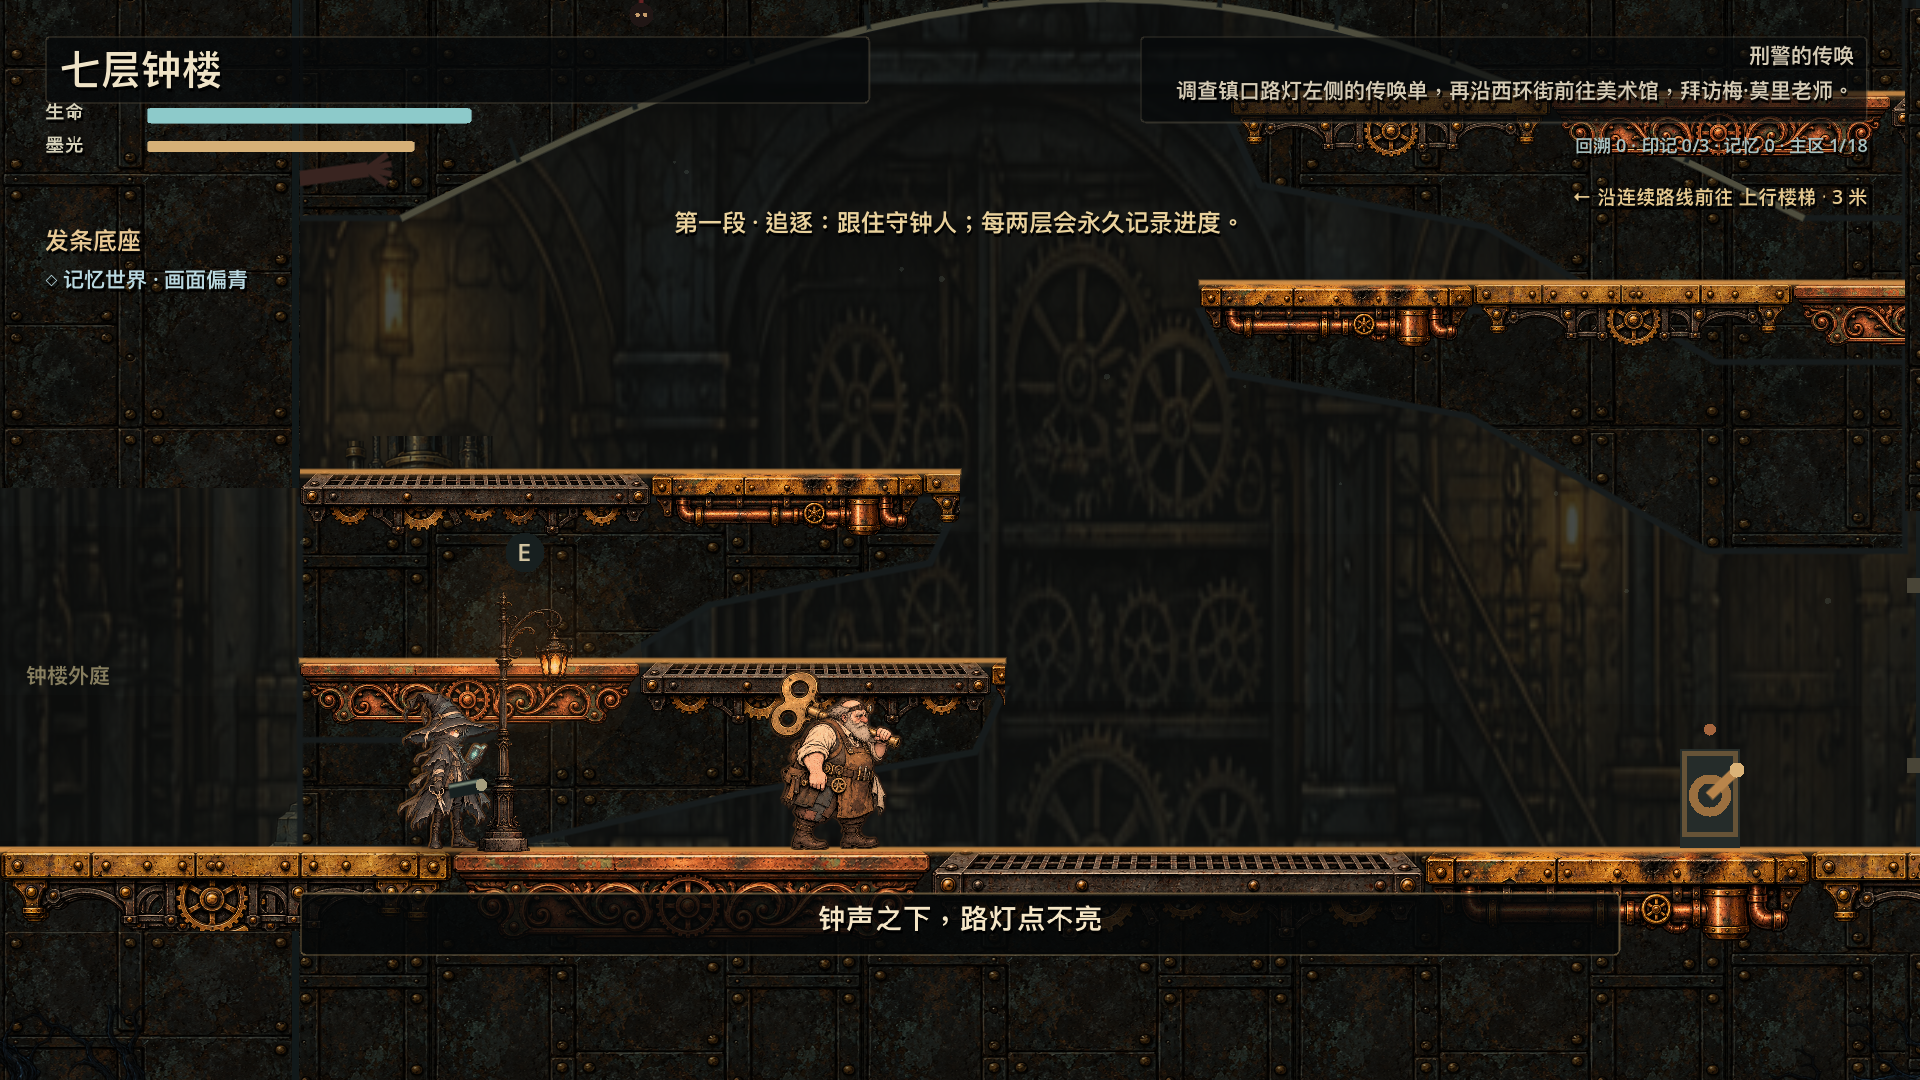 七层钟楼
生命
墨光
刑警的传唤
调查镇口路灯左侧的传唤单，再沿西环街前往美术馆，拜访梅·莫里老师。
回溯 0 · 印记 0/3 · 记忆 0 · 主区 1/18
← 沿连续路线前往 上行楼梯 · 3 米
第一段 · 追逐：跟住守钟人；每两层会永久记录进度。
发条底座
◇ 记忆世界 · 画面偏青
E
钟楼外庭
钟声之下，路灯点不亮